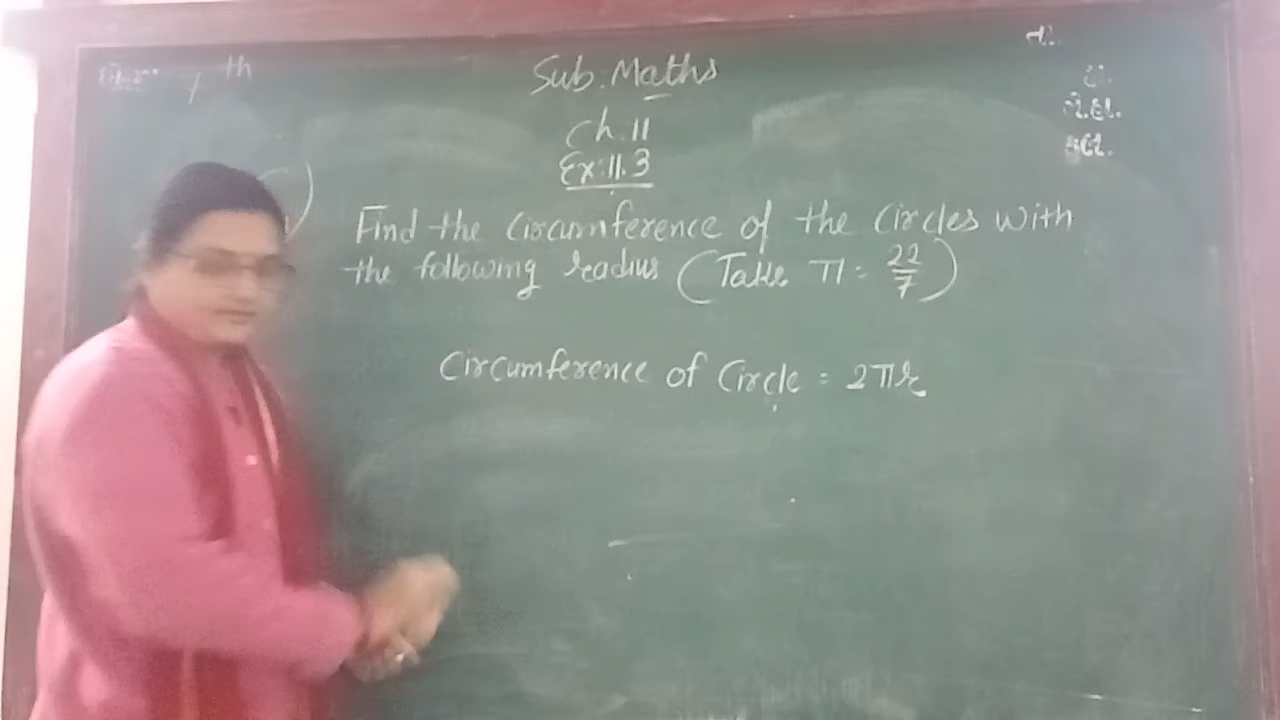 7th
Sub. Maths
Ch. 11
Ex: 11.3
Find the circumference of the circles with
the following radius (Take π = 22/7)
Circumference of Circle = 2πr